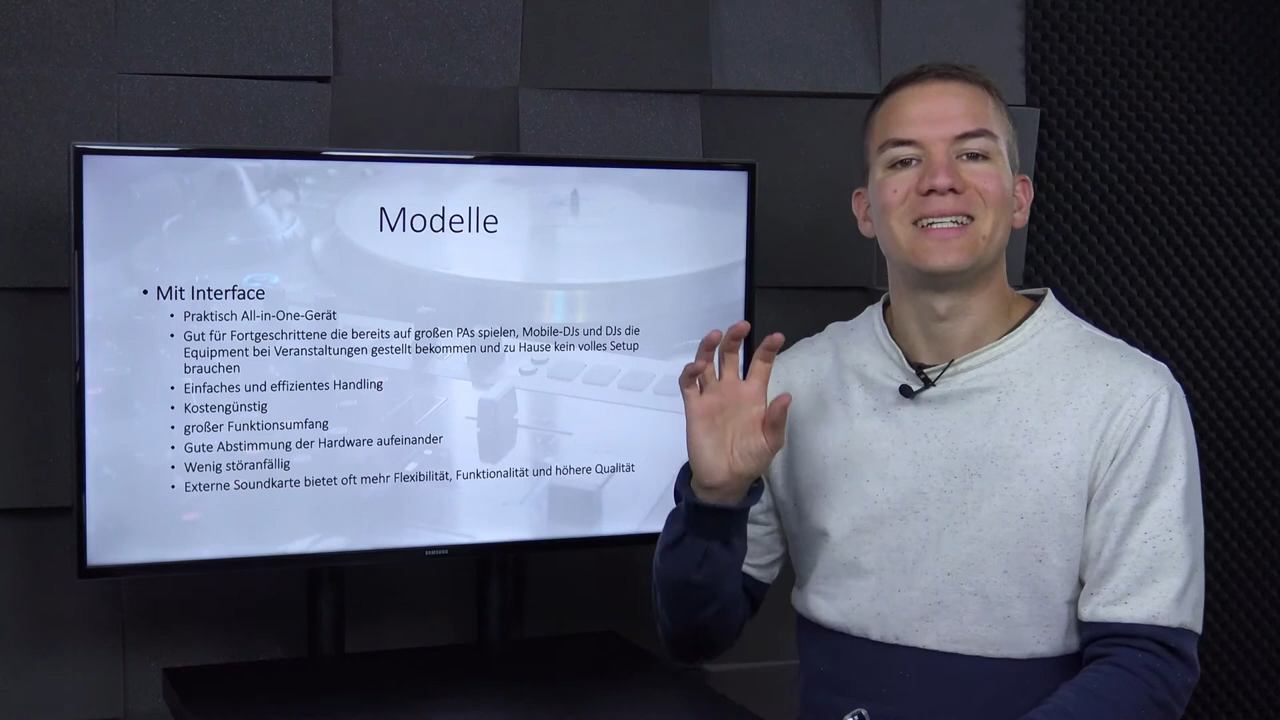 Modelle
• Mit Interface
• Praktisch All-in-One-Gerät
• Gut für Fortgeschrittene die bereits auf großen PAs spielen, Mobile-DJs und DJs die
Equipment bei Veranstaltungen gestellt bekommen und zu Hause kein volles Setup
brauchen
• Einfaches und effizientes Handling
• Kostengünstig
• großer Funktionsumfang
• Gute Abstimmung der Hardware aufeinander
• Wenig störanfällig
• Externe Soundkarte bietet oft mehr Flexibilität, Funktionalität und höhere Qualität
SAMSUNG